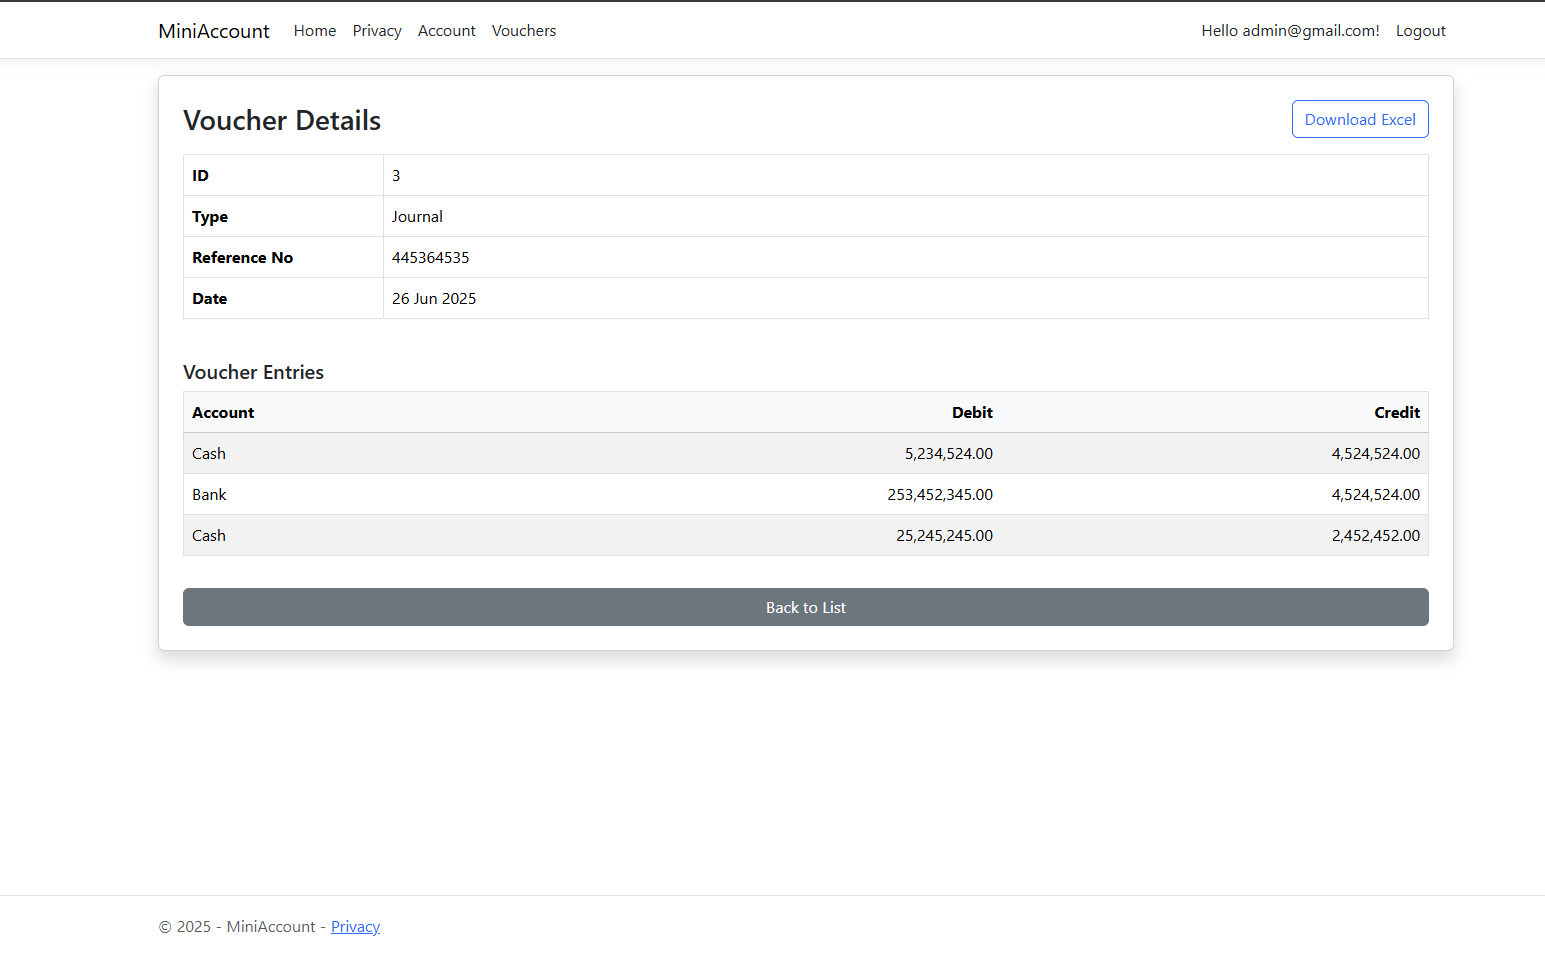 MiniAccount Home Privacy Account Vouchers Hello admin@gmail.com! Logout
Voucher Details Download Excel
ID 3
Type Journal
Reference No 445364535
Date 26 Jun 2025
Voucher Entries
Account Debit Credit
Cash 5,234,524.00 4,524,524.00
Bank 253,452,345.00 4,524,524.00
Cash 25,245,245.00 2,452,452.00
Back to List
© 2025 - MiniAccount - Privacy